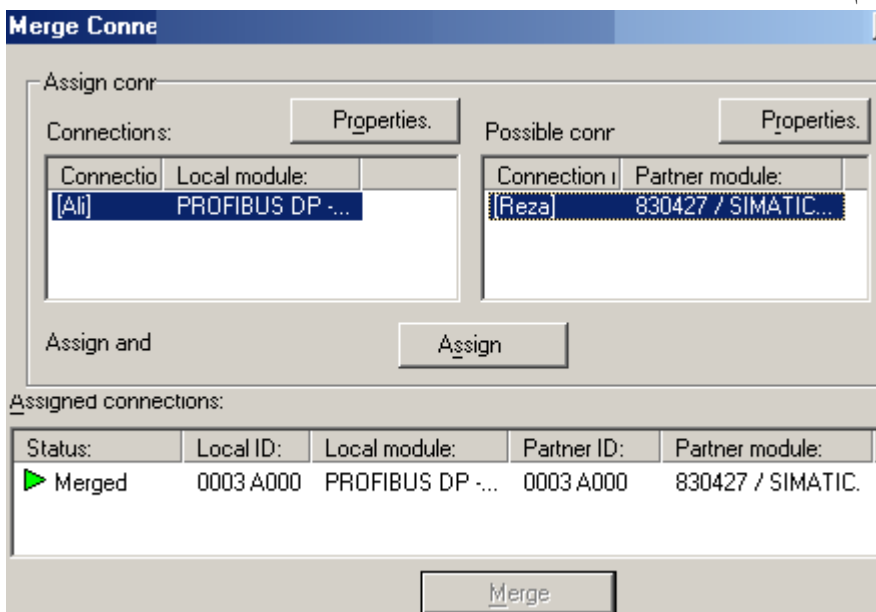 Merge Conne
Assign conr
Connections: Properties. Possible conr Properties.
Connectio Local module: Connection ı Partner module:
[Ali] PROFIBUS DP -... [Reza] 830427 / SIMATIC...
Assign and Assign
Assigned connections:
Status: Local ID: Local module: Partner ID: Partner module:
Merged 0003 A000 PROFIBUS DP -... 0003 A000 830427 / SIMATIC.
Merge